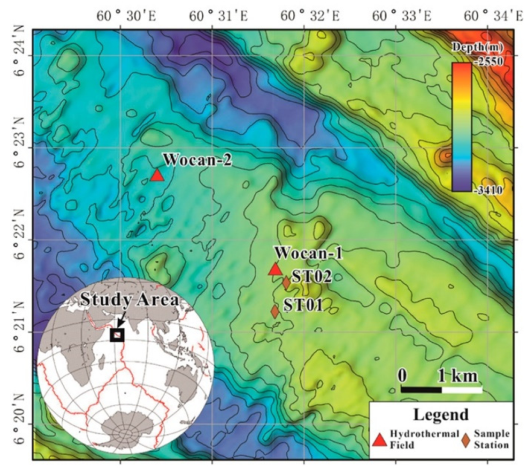 60°30′E 60°31′E 60°32′E 60°33′E 60°34′E
6°24′N
6°23′N
6°22′N
6°21′N
6°20′N
Depth(m)
-2550
-3410
Wocan-2
Wocan-1
ST02
ST01
Study Area
0 1 km
Legend
Hydrothermal Field
Sample Station